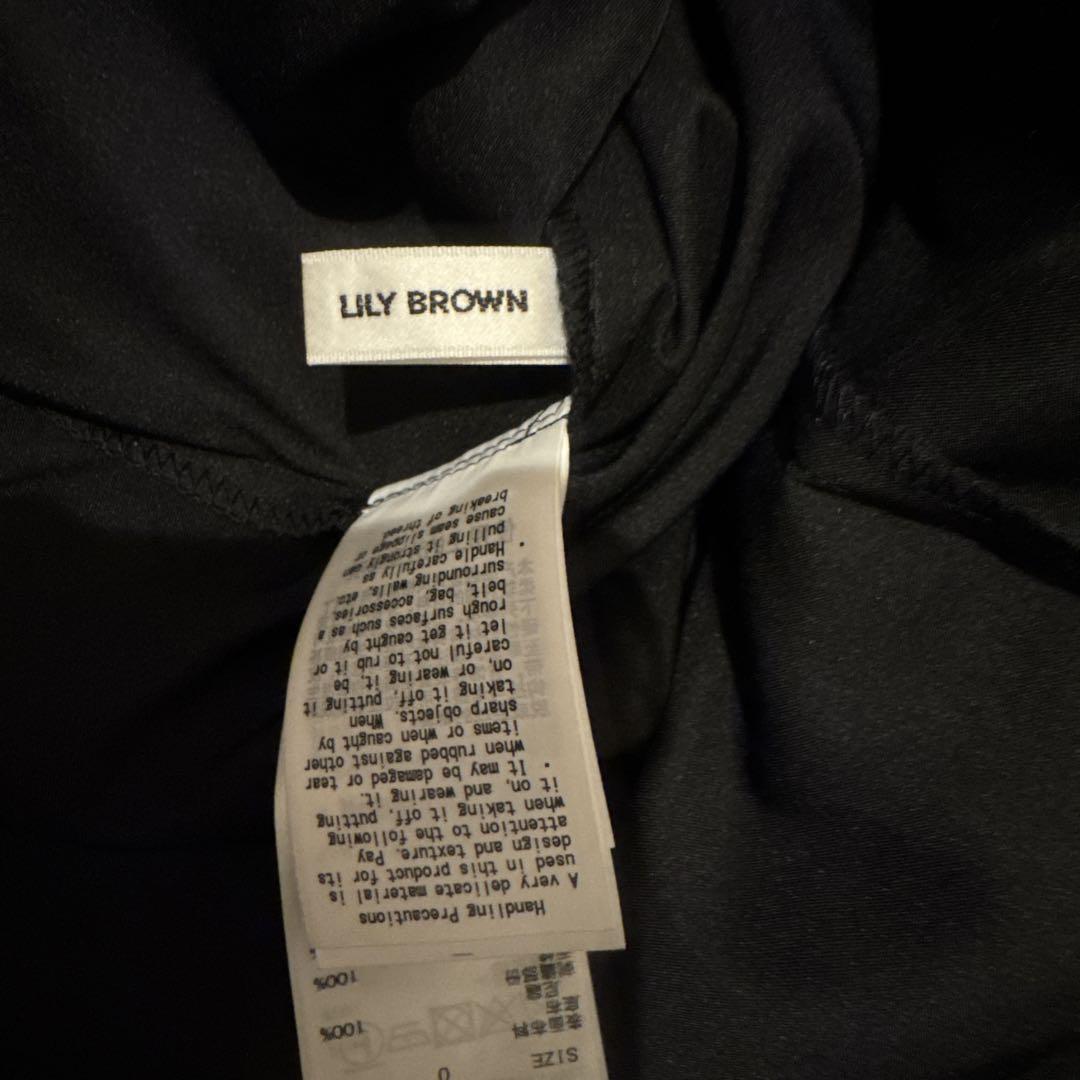 LILY BROWN
Handling Precautions
A very delicate material is
used in this product for its
design and texture. Pay
attention to the following
when taking it off, putting
it on, and wearing it.
・ It may be damaged or tear
when rubbed against other
items or when caught by
sharp objects. When
taking it off, putting it
on, or wearing it, be
careful not to rub it or
let it get caught by
rough surfaces such as a
belt, bag, accessories,
surrounding walls, etc.
・ Handle carefully as
pulling it strongly can
cause seam slippage or
breaking of thread.
SIZE 0
100%
100%